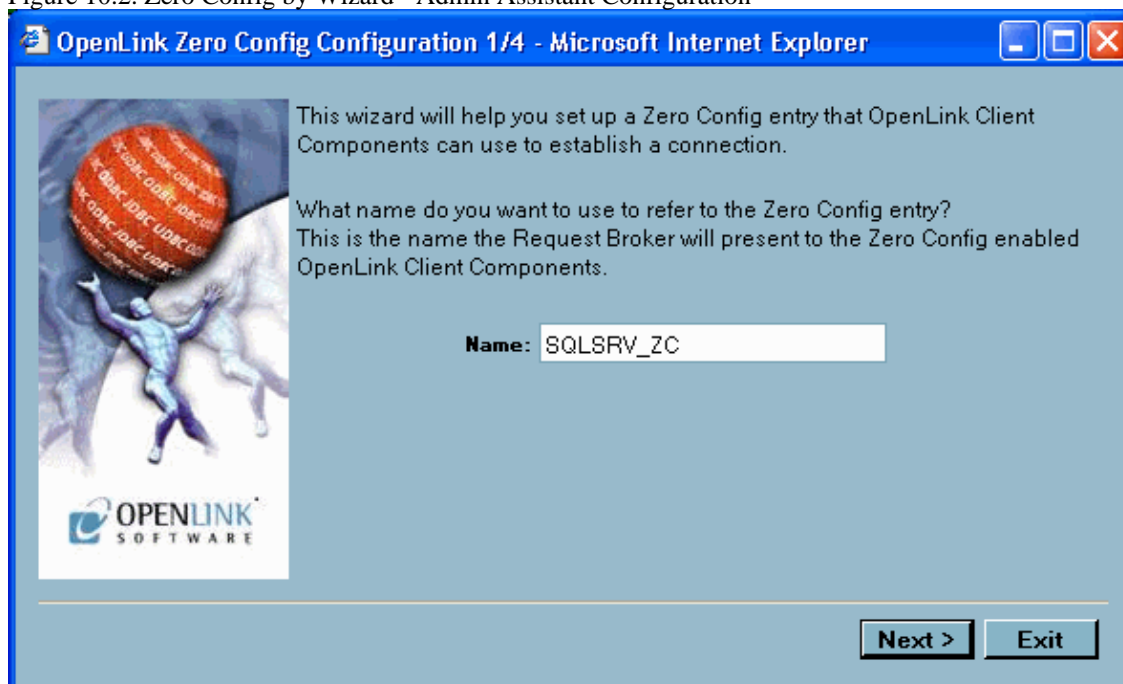 Figure 10.2. Zero Config by Wizard - Admin Assistant Configuration
OpenLink Zero Config Configuration 1/4 - Microsoft Internet Explorer
This wizard will help you set up a Zero Config entry that OpenLink Client
Components can use to establish a connection.
What name do you want to use to refer to the Zero Config entry?
This is the name the Request Broker will present to the Zero Config enabled
OpenLink Client Components.
Name: SQLSRV_ZC
OPENLINK
SOFTWARE
Next >
Exit